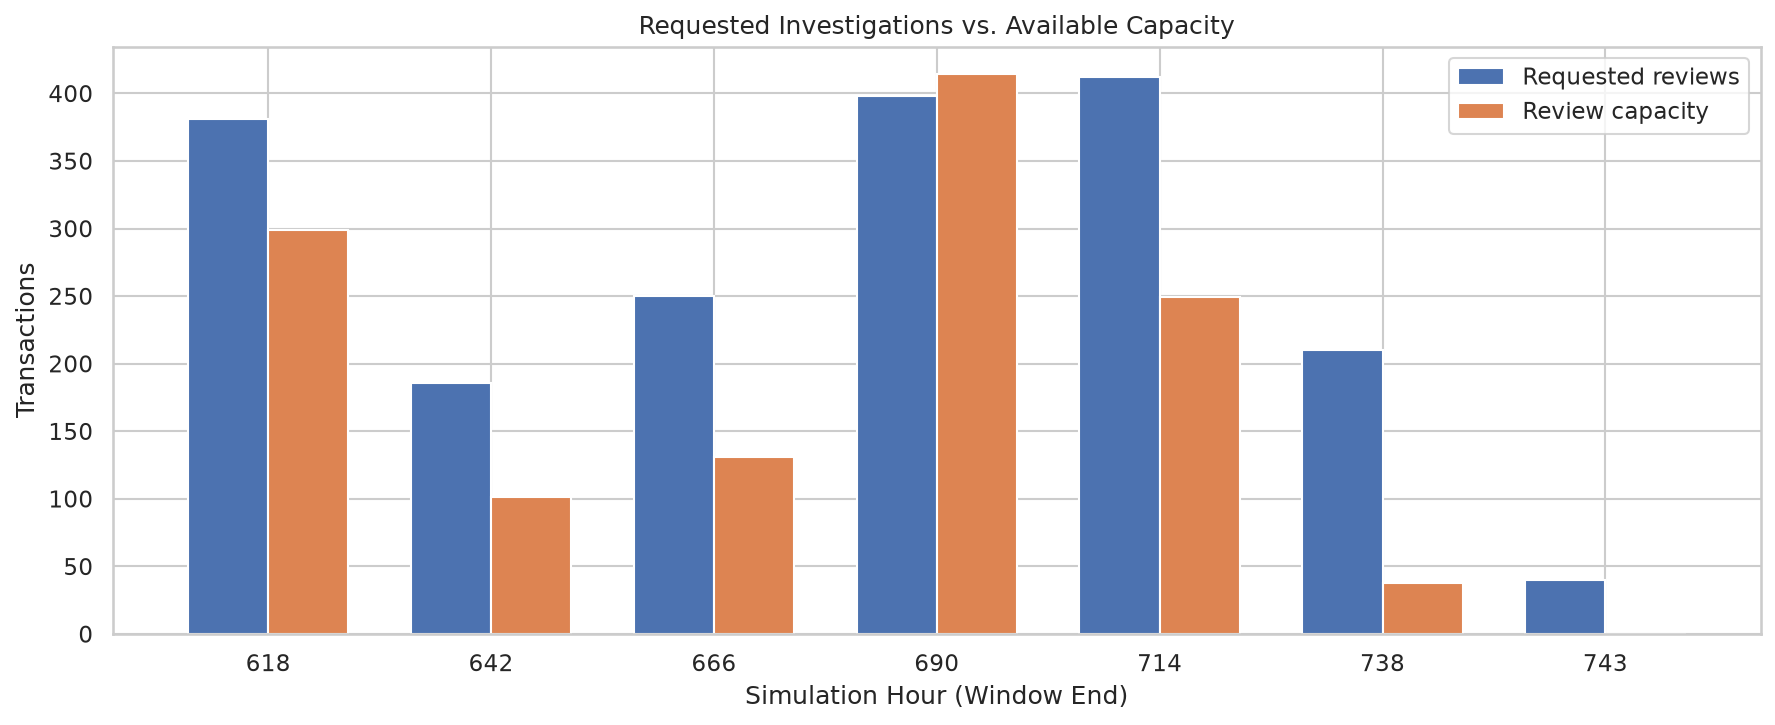 Requested Investigations vs. Available Capacity
Requested reviews
Review capacity
Transactions
400
350
300
250
200
150
100
50
0
618 642 666 690 714 738 743
Simulation Hour (Window End)